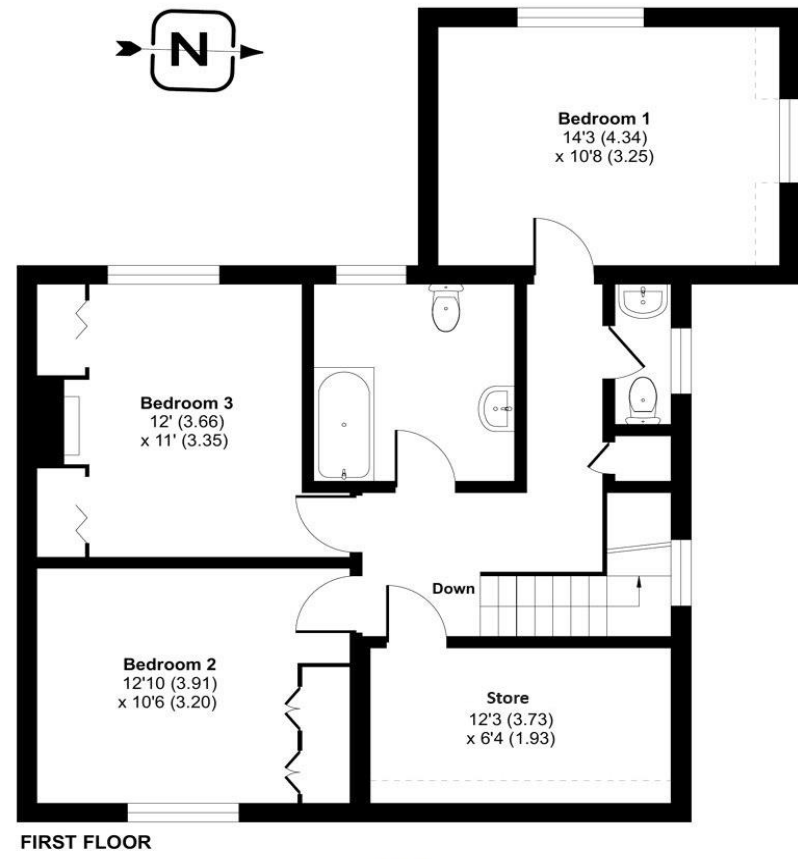 N
Bedroom 1
14'3 (4.34)
x 10'8 (3.25)
Bedroom 3
12' (3.66)
x 11' (3.35)
Down
Bedroom 2
12'10 (3.91)
x 10'6 (3.20)
Store
12'3 (3.73)
x 6'4 (1.93)
FIRST FLOOR